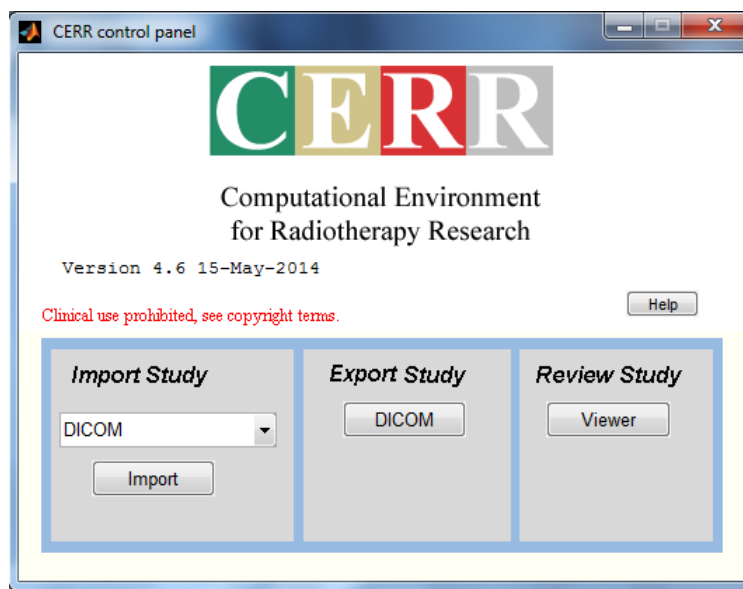 CERR control panel
CERR
Computational Environment
for Radiotherapy Research
Version 4.6 15-May-2014
Help
Clinical use prohibited, see copyright terms.
Import Study
Export Study
Review Study
DICOM
DICOM
Viewer
Import